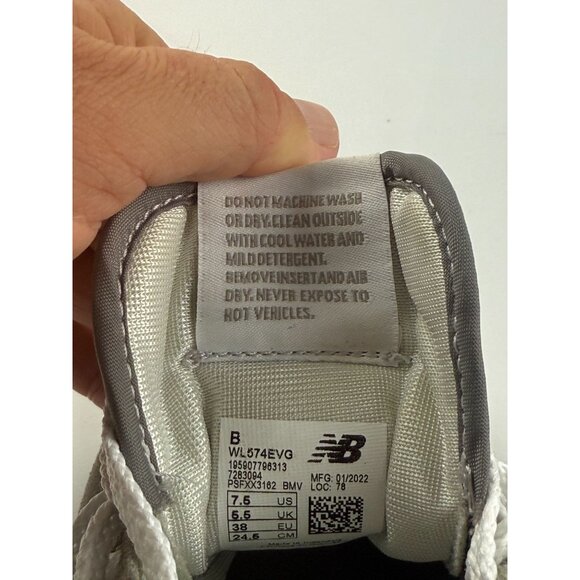 DO NOT MACHINE WASH
OR DRY. CLEAN OUTSIDE
WITH COOL WATER AND
MILD DETERGENT.
REMOVE INSERT AND AIR
DRY. NEVER EXPOSE TO
HOT VEHICLES.
B
WL574EVG
195907796313
7283094
PSFXX3162 BMV
NB
MFG: 01/2022
LOC: 78
7.5 US
5.5 UK
38 EU
24.5 CM